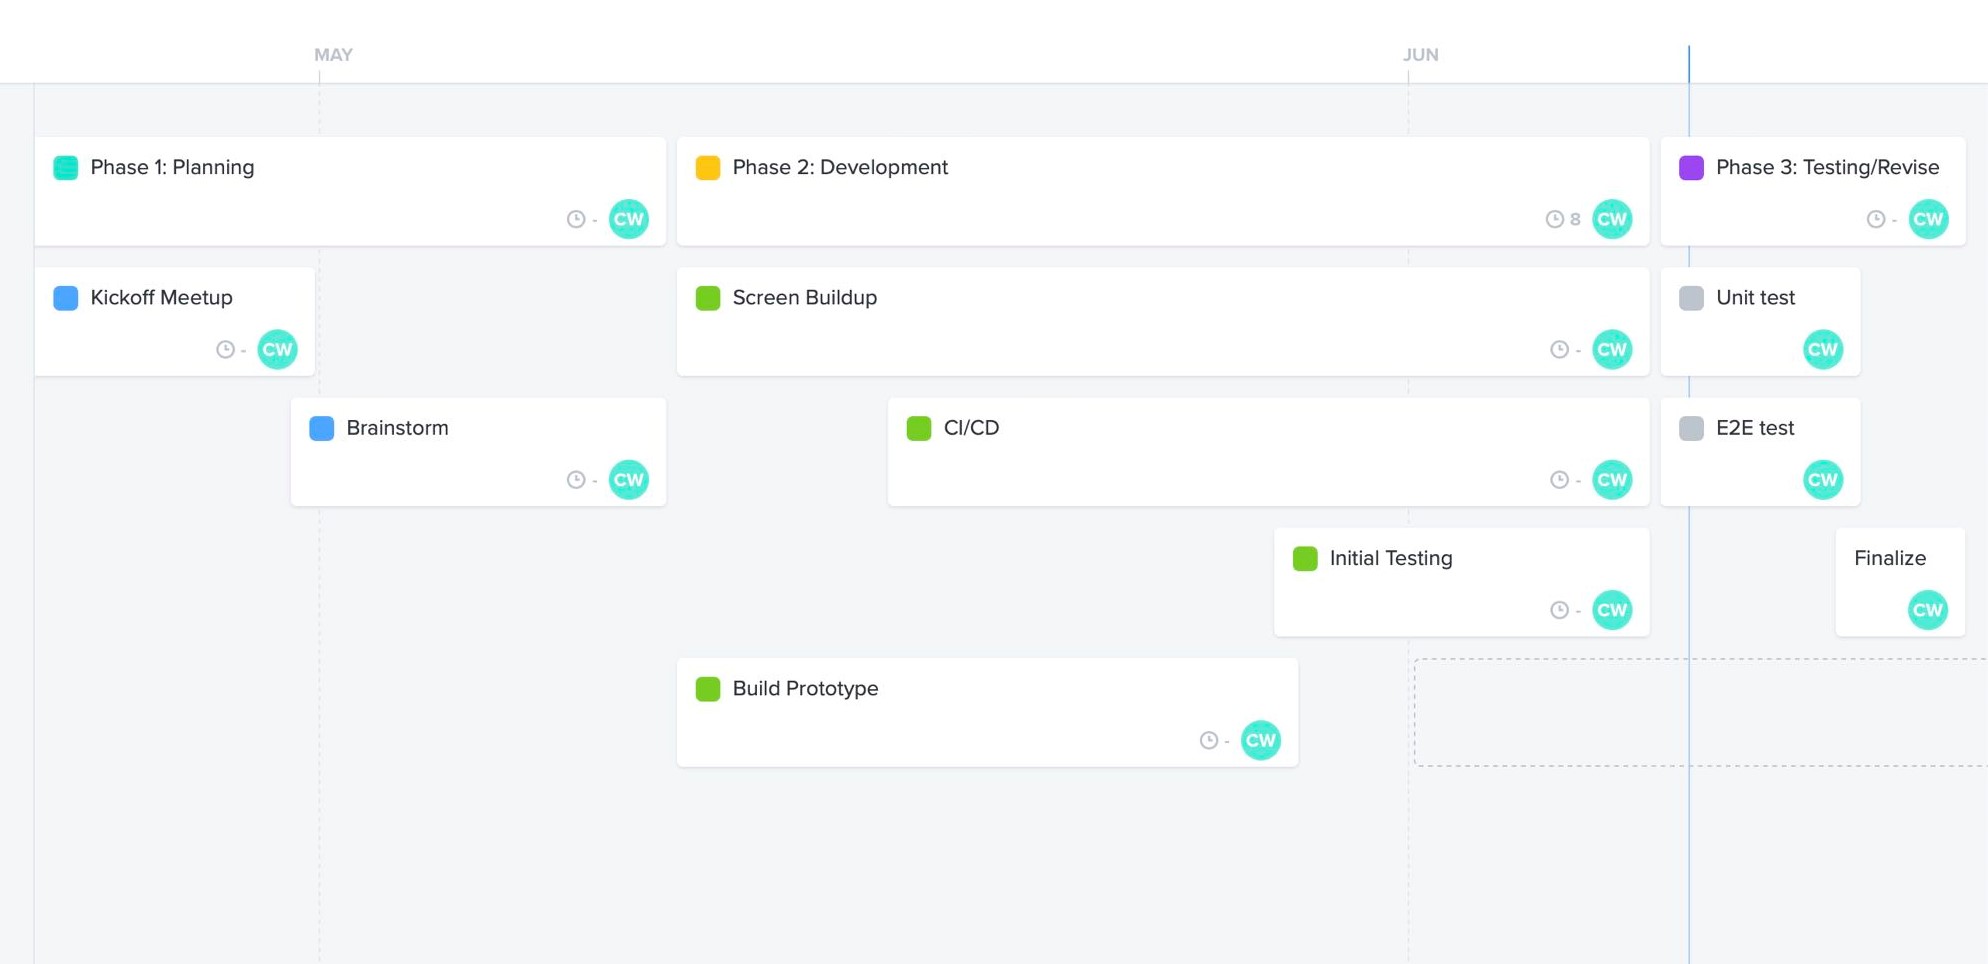 MAY
JUN
Phase 1: Planning
- CW
Phase 2: Development
8 CW
Phase 3: Testing/Revise
- CW
Kickoff Meetup
- CW
Screen Buildup
- CW
Unit test
CW
Brainstorm
- CW
CI/CD
- CW
E2E test
CW
Initial Testing
- CW
Finalize
CW
Build Prototype
- CW